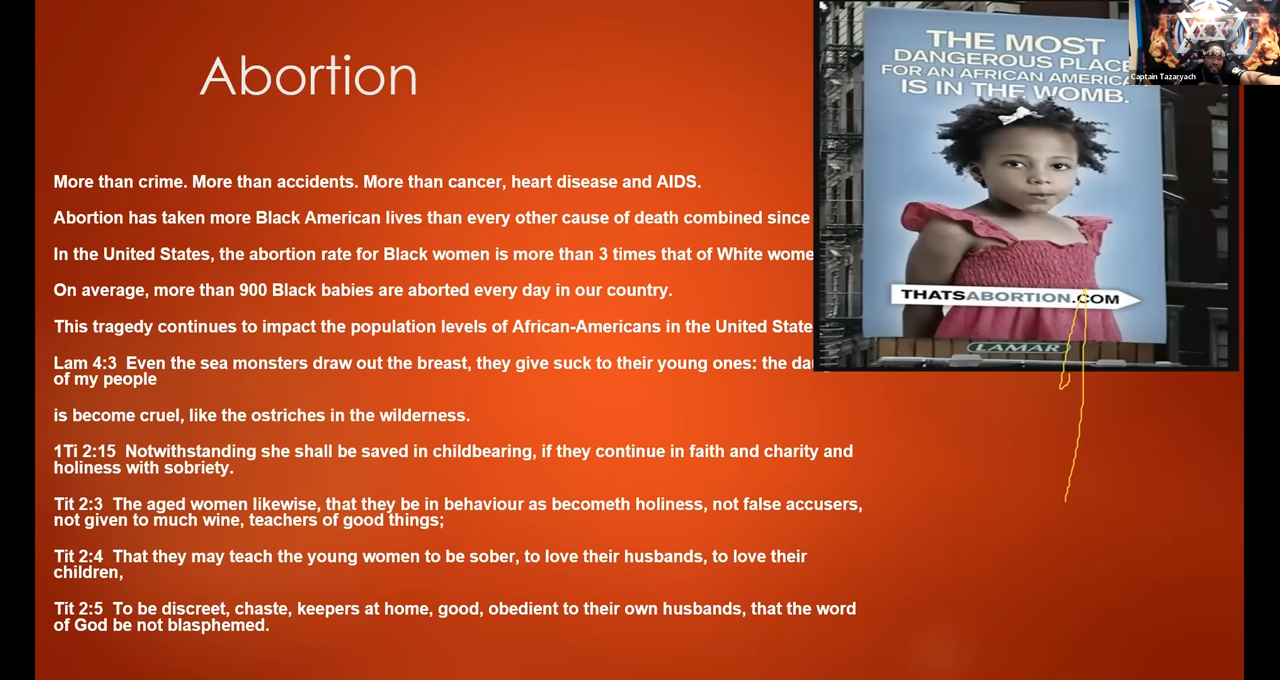 Abortion
More than crime. More than accidents. More than cancer, heart disease and AIDS.
Abortion has taken more Black American lives than every other cause of death combined since
In the United States, the abortion rate for Black women is more than 3 times that of White
On average, more than 900 Black babies are aborted every day in our country.
This tragedy continues to impact the population levels of African-Americans in the United
Lam 4:3 Even the sea monsters draw out the breast, they give suck to their young ones: the
of my people
is become cruel, like the ostriches in the wilderness.
1Ti 2:15 Notwithstanding she shall be saved in childbearing, if they continue in faith and charity and
holiness with sobriety.
Tit 2:3 The aged women likewise, that they be in behaviour as becometh holiness, not false accusers,
not given to much wine, teachers of good things;
Tit 2:4 That they may teach the young women to be sober, to love their husbands, to love their
children,
Tit 2:5 To be discreet, chaste, keepers at home, good, obedient to their own husbands, that the word
of God be not blasphemed.
THE MOST
DANGEROUS PLACE
FOR AN AFRICAN
IS IN THE WOMB.
THATSABORTION.COM
LAMAR
Captain Tazaryach